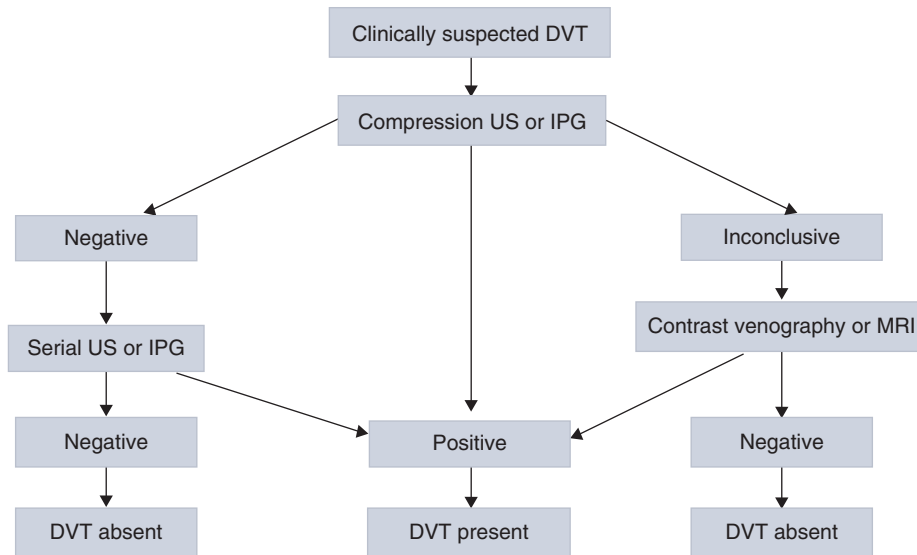 Clinically suspected DVT
Compression US or IPG
Negative
Inconclusive
Serial US or IPG
Contrast venography or MRI
Negative
Positive
Negative
DVT absent
DVT present
DVT absent